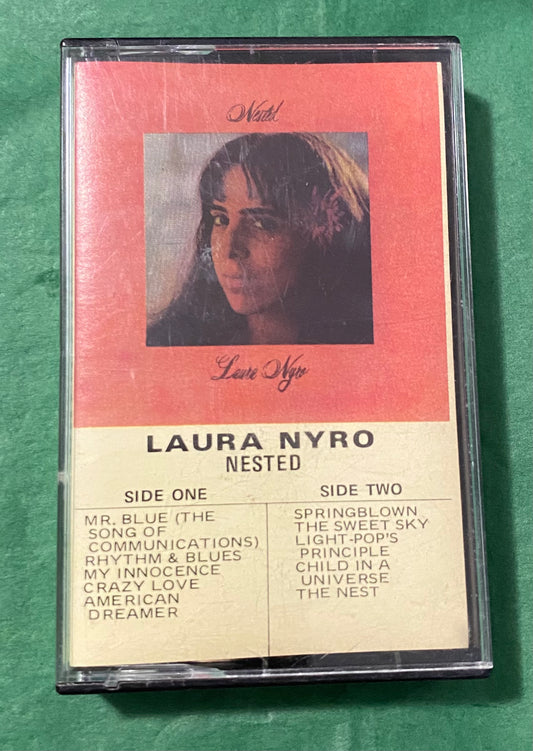 Nested
Laura Nyro
LAURA NYRO
NESTED
SIDE ONE
MR. BLUE (THE
SONG OF
COMMUNICATIONS)
RHYTHM & BLUES
MY INNOCENCE
CRAZY LOVE
AMERICAN
DREAMER
SIDE TWO
SPRINGBLOWN
THE SWEET SKY
LIGHT-POP'S
PRINCIPLE
CHILD IN A
UNIVERSE
THE NEST